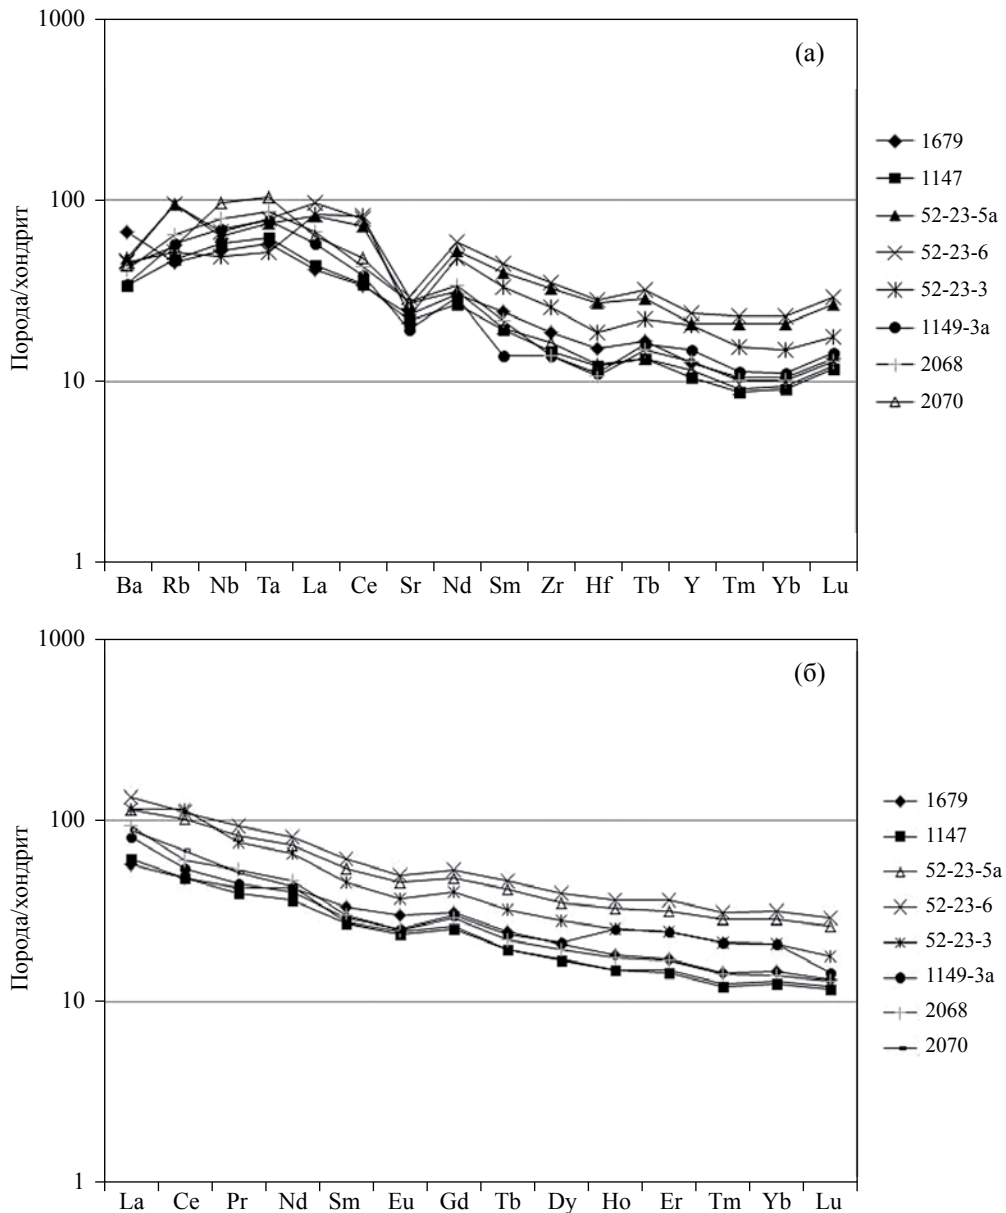 1000
(а)
100
10
1
Порода/хондрит
Ba Rb Nb Ta La Ce Sr Nd Sm Zr Hf Tb Y Tm Yb Lu
1679
1147
52-23-5a
52-23-6
52-23-3
1149-3a
2068
2070
1000
(б)
100
10
1
Порода/хондрит
La Ce Pr Nd Sm Eu Gd Tb Dy Ho Er Tm Yb Lu
1679
1147
52-23-5a
52-23-6
52-23-3
1149-3a
2068
2070